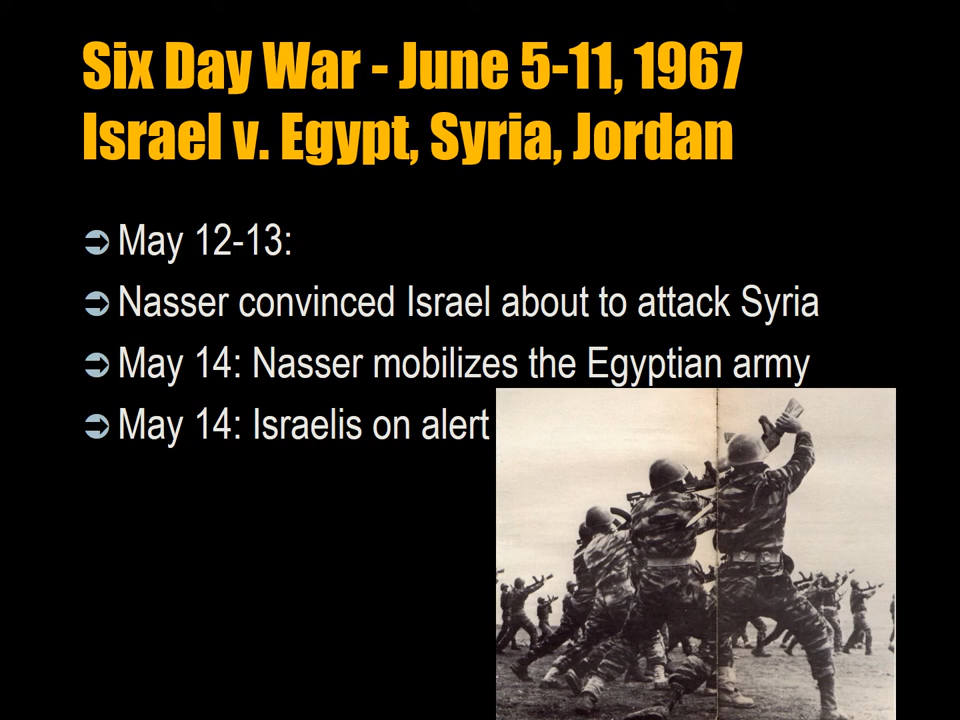 Six Day War - June 5-11, 1967
Israel v. Egypt, Syria, Jordan
May 12-13:
Nasser convinced Israel about to attack Syria
May 14: Nasser mobilizes the Egyptian army
May 14: Israelis on alert